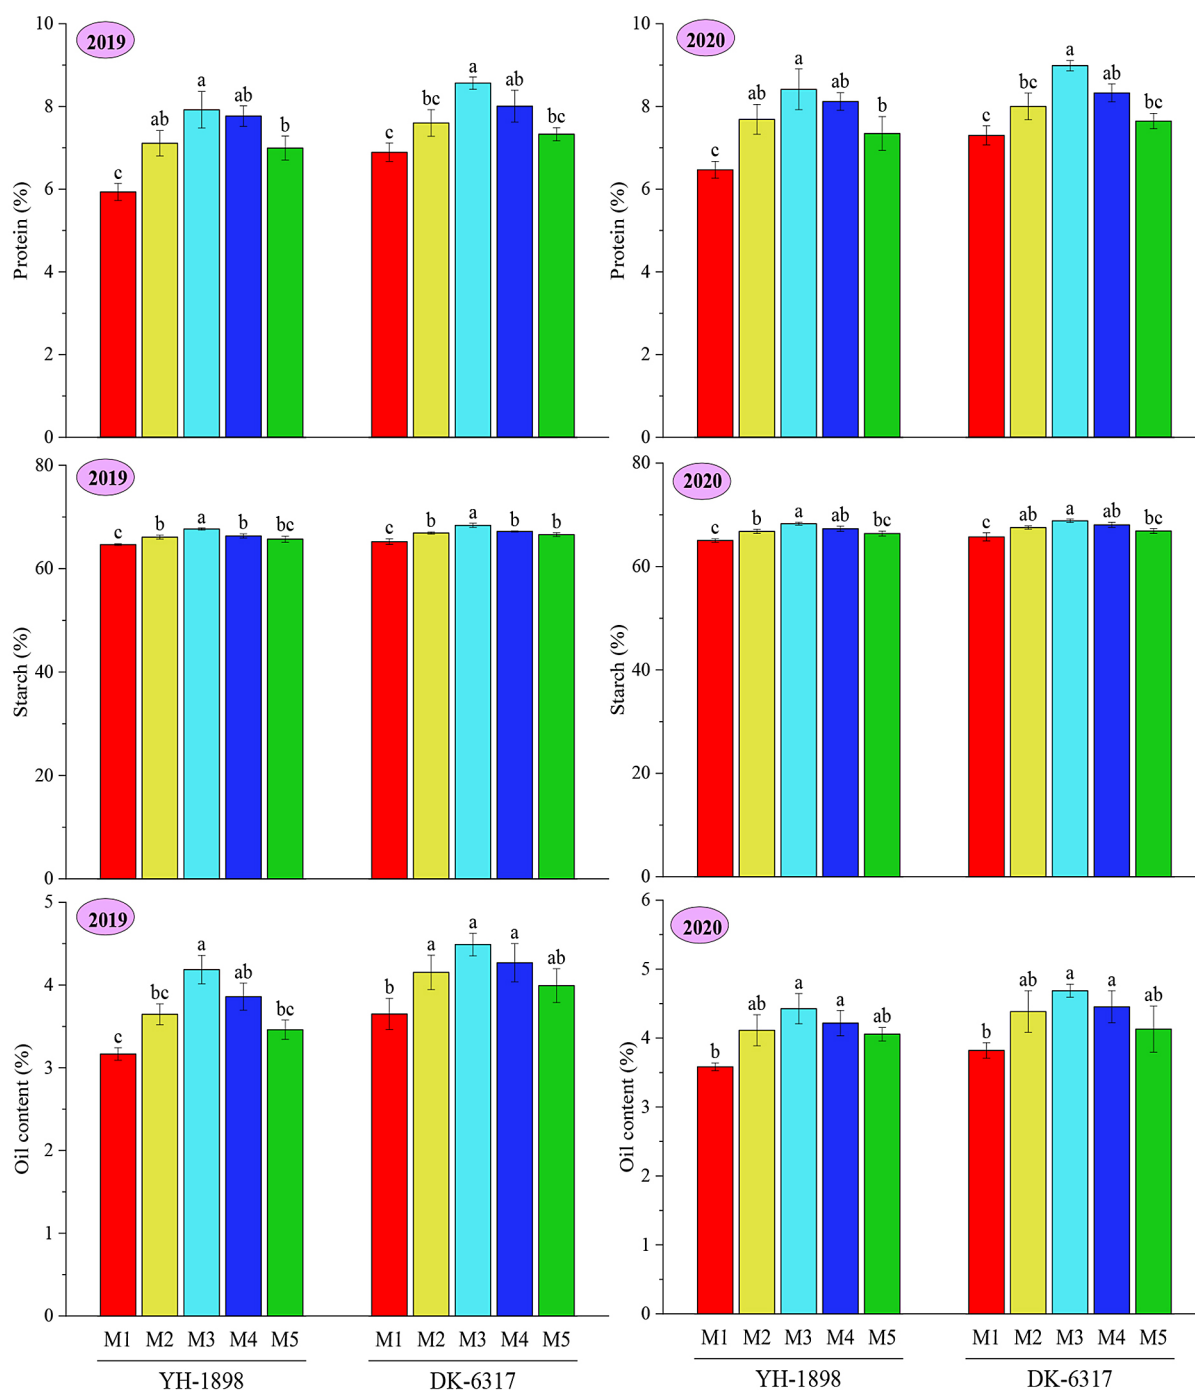 2019
Protein (%)
10
8
6
4
2
0
c ab a ab b
c bc a ab bc
2020
Protein (%)
10
8
6
4
2
0
c ab a ab b
c bc a ab bc
2019
Starch (%)
80
60
40
20
0
c b a b bc
c b a b b
2020
Starch (%)
80
60
40
20
0
c b a ab bc
c ab a ab bc
2019
Oil content (%)
5
4
3
2
1
0
c bc a ab bc
b a a a ab
M1 M2 M3 M4 M5
M1 M2 M3 M4 M5
YH-1898
DK-6317
2020
Oil content (%)
6
5
4
3
2
1
0
b ab a a ab
b ab a a ab
M1 M2 M3 M4 M5
M1 M2 M3 M4 M5
YH-1898
DK-6317